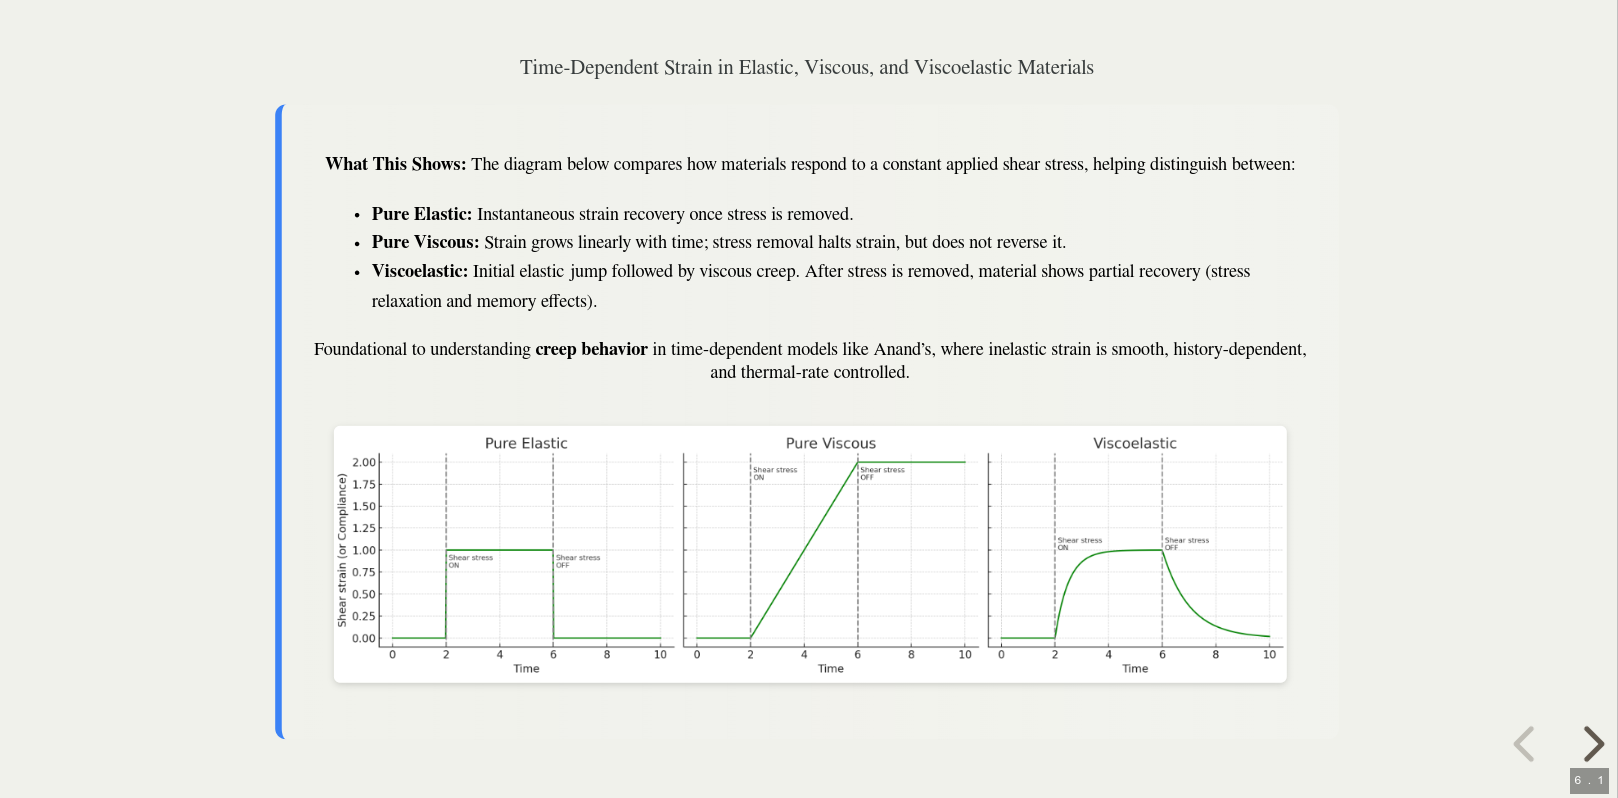 Time-Dependent Strain in Elastic, Viscous, and Viscoelastic Materials
What This Shows: The diagram below compares how materials respond to a constant applied shear stress, helping distinguish between:
• Pure Elastic: Instantaneous strain recovery once stress is removed.
• Pure Viscous: Strain grows linearly with time; stress removal halts strain, but does not reverse it.
• Viscoelastic: Initial elastic jump followed by viscous creep. After stress is removed, material shows partial recovery (stress
relaxation and memory effects).
Foundational to understanding creep behavior in time-dependent models like Anand’s, where inelastic strain is smooth, history-dependent,
and thermal-rate controlled.
Pure Elastic
Shear strain (or Compliance)
2.00
1.75
1.50
1.25
1.00
0.75
0.50
0.25
0.00
Shear stress
ON
Shear stress
OFF
0 2 4 6 8 10
Time
Pure Viscous
Shear stress
ON
Shear stress
OFF
0 2 4 6 8 10
Time
Viscoelastic
Shear stress
ON
Shear stress
OFF
0 2 4 6 8 10
Time
6 . 1